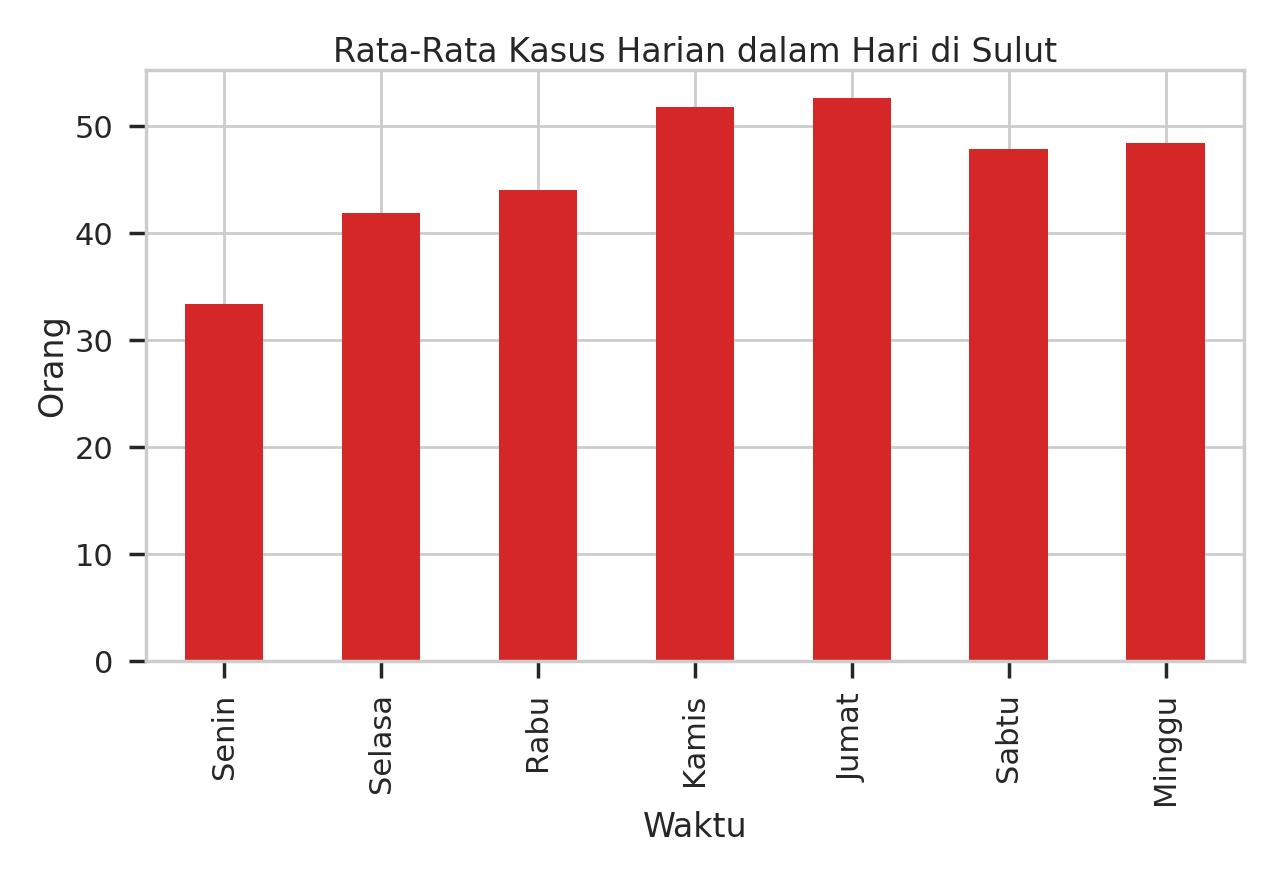 Rata-Rata Kasus Harian dalam Hari di Sulut
Orang
50
40
30
20
10
0
Senin
Selasa
Rabu
Kamis
Jumat
Sabtu
Minggu
Waktu